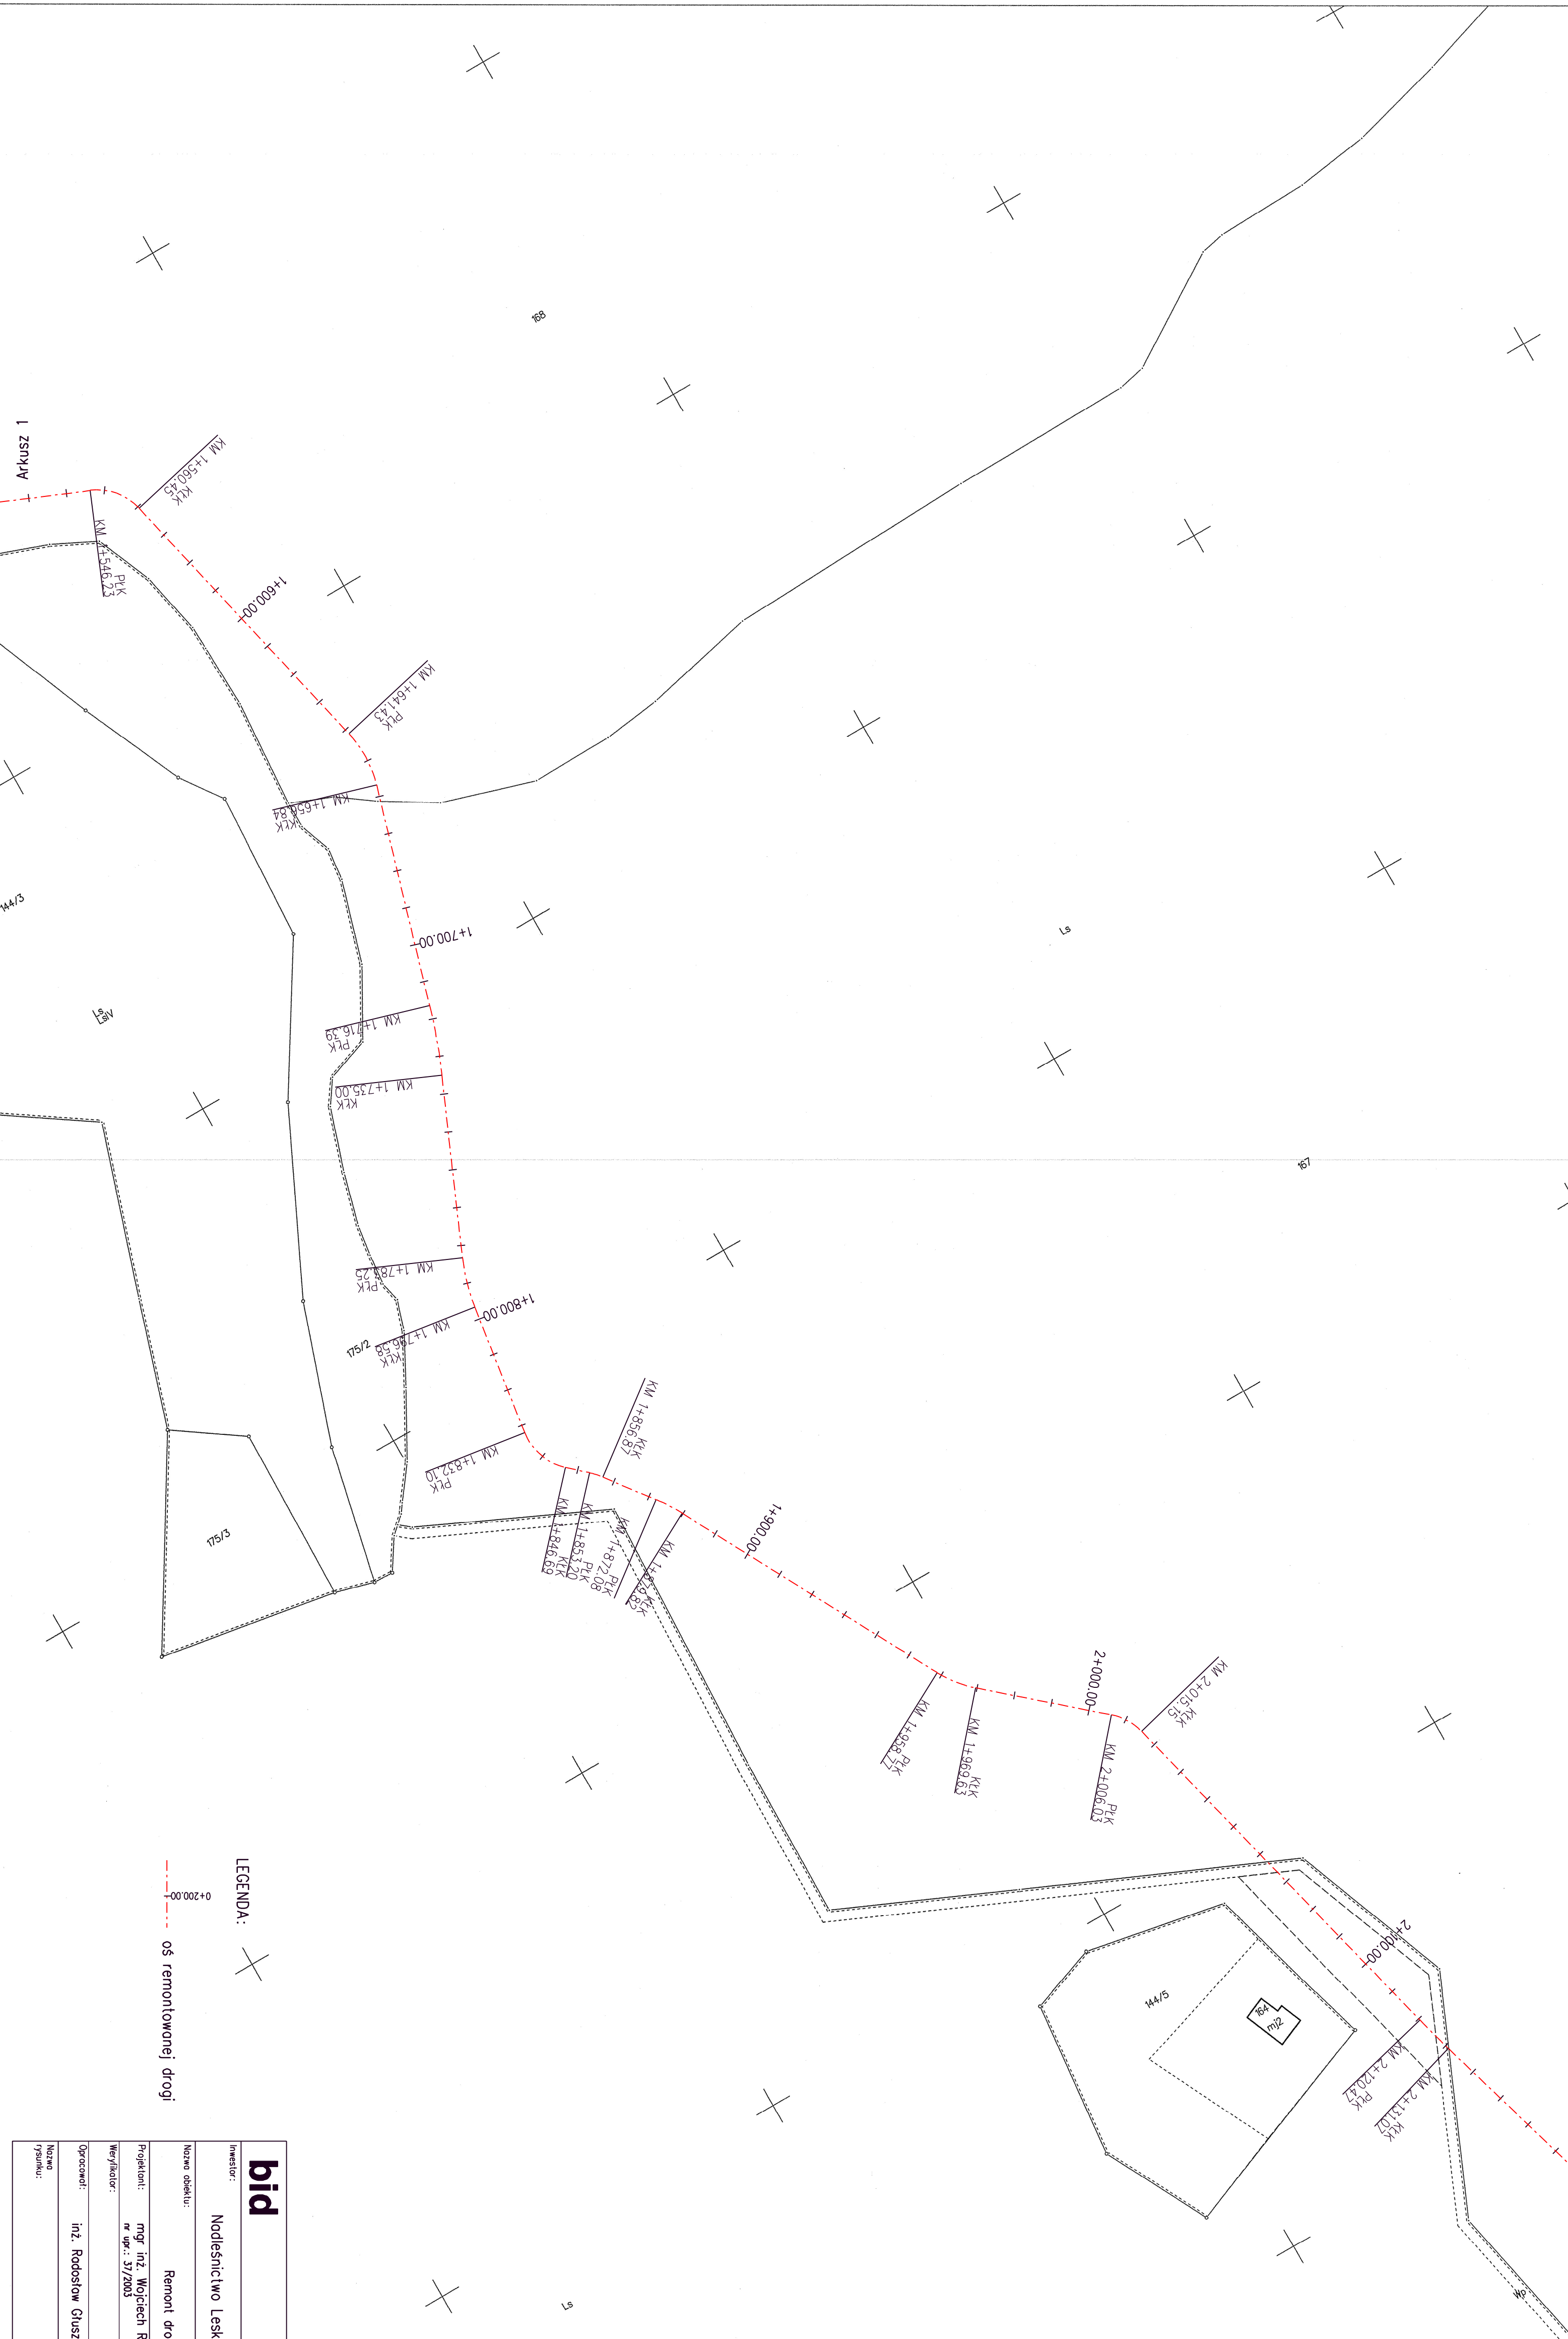 168
Arkusz 1
KM 1+560.45
KŁK
KM 1+546.23
PŁK
1+600.00
KM 1+641.43
PŁK
KM 1+656.84
KŁK
144/3
Ls
LsIV
1+700.00
Ls
KM 1+716.39
PŁK
KM 1+735.00
KŁK
167
KM 1+783.25
PŁK
1+800.00
KM 1+796.58
KŁK
175/2
KM 1+832.10
PŁK
KM 1+856.87
KŁK
KM 1+846.69
KŁK
KM 1+853.20
PŁK
KM 1+872.08
PŁK
KM 1+879.82
KŁK
175/3
1+900.00
KM 1+958.77
PŁK
KM 1+969.63
KŁK
2+000.00
KM 2+006.03
PŁK
KM 2+015.15
KŁK
2+100.00
144/5
164
mj2
KM 2+120.47
PŁK
KM 2+131.07
KŁK
Wp
Ls
LEGENDA:
0+200.00
oś remontowanej drogi
bid
Inwestor:
Nadleśnictwo Lesk
Nazwa obiektu:
Remont dro
Projektant:
mgr inż. Wojciech R
nr upr.: 37/2003
Weryfikator:
Opracował:
inż. Radosław Głusz
Nazwa
rysunku: